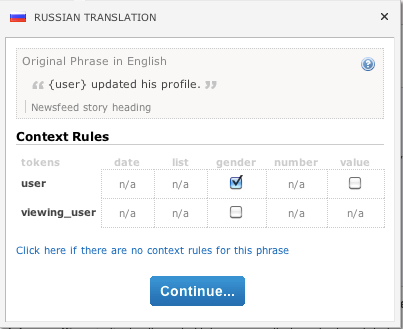 RUSSIAN TRANSLATION
Original Phrase in English
{user} updated his profile.
Newsfeed story heading
Context Rules
tokens date list gender number value
user n/a n/a n/a
viewing_user n/a n/a n/a n/a
Click here if there are no context rules for this phrase
Continue...